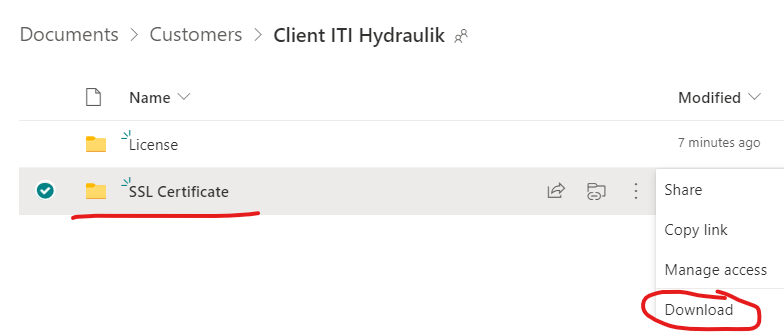 Documents > Customers > Client ITI Hydraulik
Name Modified
License 7 minutes ago
SSL Certificate
Share
Copy link
Manage access
Download